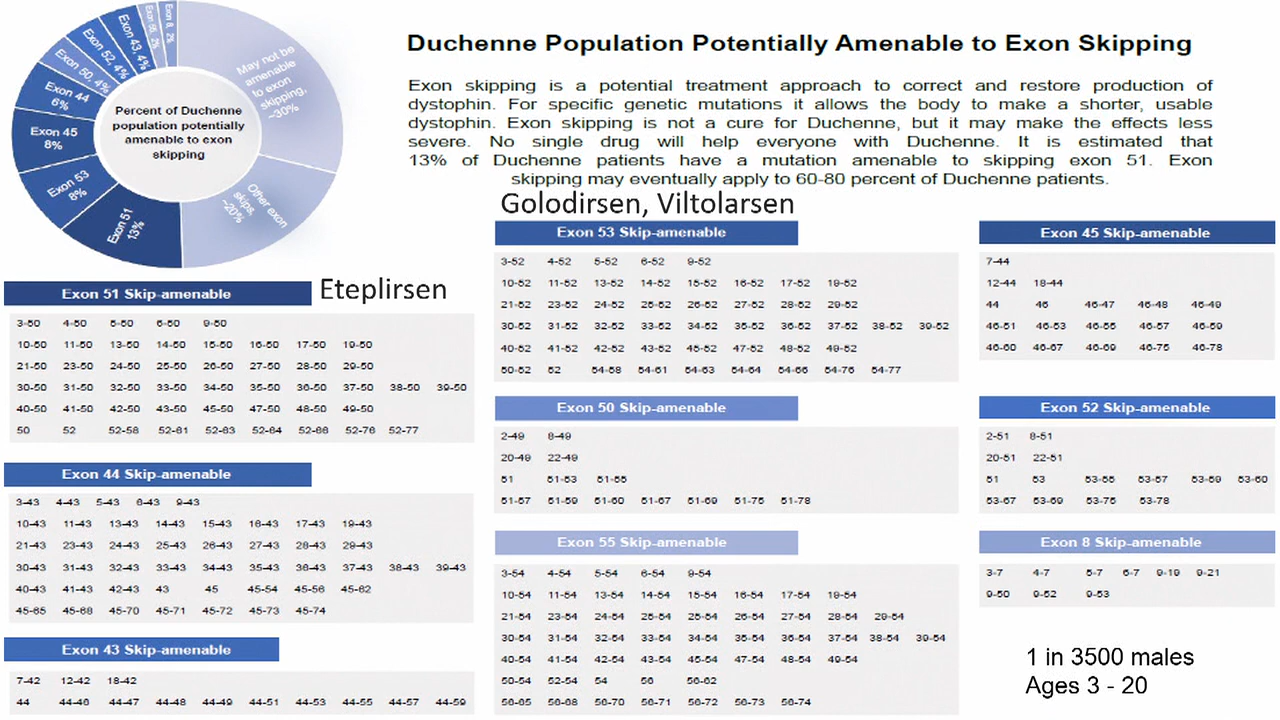 Exon 8, 2%
Exon 55, 2%
Exon 43, 4%
Exon 52, 4%
Exon 50, 4%
Exon 44
6%
Exon 45
8%
Exon 53
8%
Exon 51
13%
Other exon
skips,
~20%
May not be
amenable
to exon
skipping,
~30%
Percent of Duchenne
population potentially
amenable to exon
skipping
Duchenne Population Potentially Amenable to Exon Skipping
Exon skipping is a potential treatment approach to correct and restore production of
dystophin. For specific genetic mutations it allows the body to make a shorter, usable
dystophin. Exon skipping is not a cure for Duchenne, but it may make the effects less
severe. No single drug will help everyone with Duchenne. It is estimated that
13% of Duchenne patients have a mutation amenable to skipping exon 51. Exon
skipping may eventually apply to 60-80 percent of Duchenne patients.
Exon 51 Skip-amenable
Eteplirsen
3-50 4-50 5-50 6-50 9-50
10-50 11-50 13-50 14-50 15-50 16-50 17-50 19-50
21-50 23-50 24-50 25-50 26-50 27-50 28-50 29-50
30-50 31-50 32-50 33-50 34-50 35-50 36-50 37-50 38-50 39-50
40-50 41-50 42-50 43-50 45-50 47-50 48-50 49-50
50 52 52-58 52-61 52-63 52-64 52-66 52-76 52-77
Exon 44 Skip-amenable
3-43 4-43 5-43 6-43 9-43
10-43 11-43 13-43 14-43 15-43 16-43 17-43 19-43
21-43 23-43 24-43 25-43 26-43 27-43 28-43 29-43
30-43 31-43 32-43 33-43 34-43 35-43 36-43 37-43 38-43 39-43
40-43 41-43 42-43 43 45 45-54 45-56 45-62
45-65 45-68 45-70 45-71 45-72 45-73 45-74
Exon 43 Skip-amenable
7-42 12-42 18-42
44 44-46 44-47 44-48 44-49 44-51 44-53 44-55 44-57 44-59
Golodirsen, Viltolarsen
Exon 53 Skip-amenable
3-52 4-52 5-52 6-52 9-52
10-52 11-52 13-52 14-52 15-52 16-52 17-52 19-52
21-52 23-52 24-52 25-52 26-52 27-52 28-52 29-52
30-52 31-52 32-52 33-52 34-52 35-52 36-52 37-52 38-52 39-52
40-52 41-52 42-52 43-52 45-52 47-52 48-52 49-52
50-52 52 54-58 54-61 54-63 54-64 54-66 54-76 54-77
Exon 50 Skip-amenable
2-49 8-49
20-49 22-49
51 51-53 51-55
51-57 51-59 51-60 51-67 51-69 51-75 51-78
Exon 55 Skip-amenable
3-54 4-54 5-54 6-54 9-54
10-54 11-54 13-54 14-54 15-54 16-54 17-54 19-54
21-54 23-54 24-54 25-54 26-54 27-54 28-54 29-54
30-54 31-54 32-54 33-54 34-54 35-54 36-54 37-54 38-54 39-54
40-54 41-54 42-54 43-54 45-54 47-54 48-54 49-54
50-54 52-54 54 56 56-62
56-65 56-68 56-70 56-71 56-72 56-73 56-74
Exon 45 Skip-amenable
7-44
12-44 18-44
44 46 46-47 46-48 46-49
46-51 46-53 46-55 46-57 46-59
46-60 46-67 46-69 46-75 46-78
Exon 52 Skip-amenable
2-51 8-51
20-51 22-51
51 53 53-55 53-57 53-59 53-60
53-67 53-69 53-75 53-78
Exon 8 Skip-amenable
3-7 4-7 5-7 6-7 9-19 9-21
9-50 9-52 9-53
1 in 3500 males
Ages 3 - 20